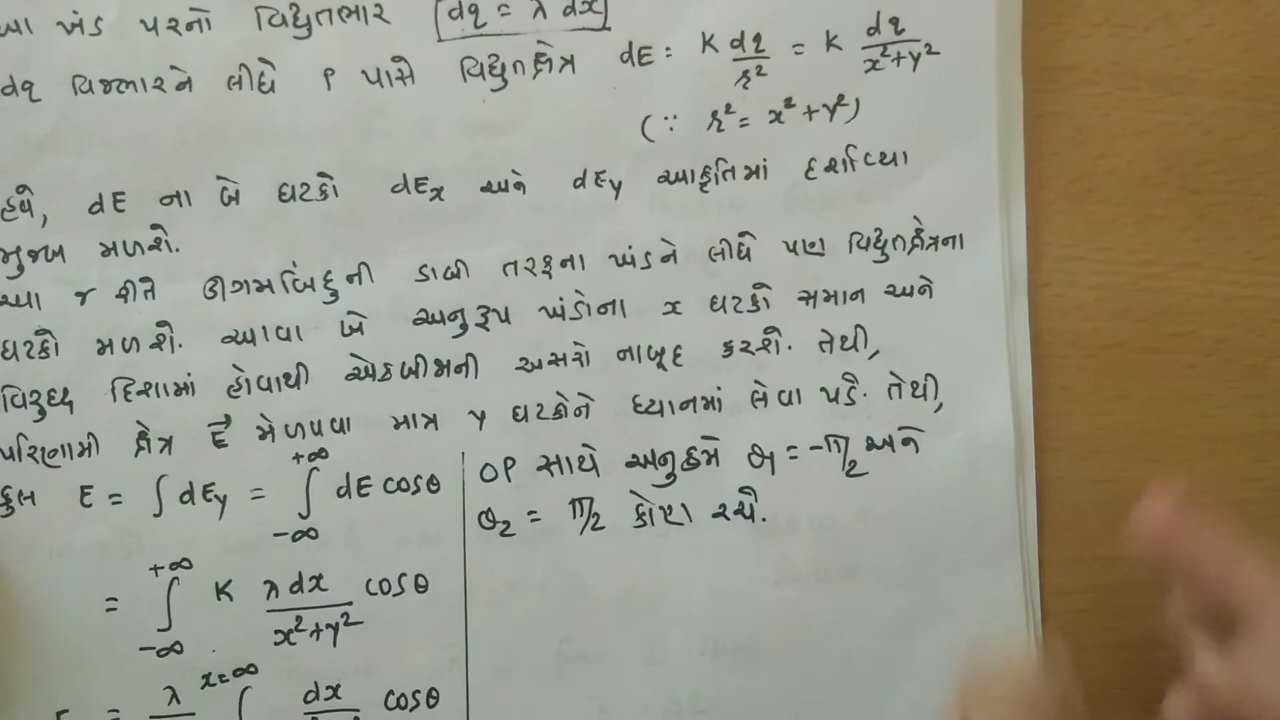 આ ખંડ પરનો વિદ્યુતભાર dq = λ dx
dq વિજભારને લીધે P પાસે વિદ્યુતક્ષેત્ર dE = K dq/r² = K dq/(x²+y²)
(∵ r² = x²+y²)
હવે, dE ના બે ઘટકો dEx અને dEy આકૃતિમાં દર્શાવ્યા
મુજબ મળશે.
આ જ રીતે ઊગમબિંદુની ડાબી તરફના ખંડને લીધે પણ વિદ્યુતક્ષેત્રના
ઘટકો મળશે. આવા બે અનુરૂપ ખંડોના x ઘટકો સમાન અને
વિરુદ્ધ દિશામાં હોવાથી એકબીજાની અસરો નાબૂદ કરશે. તેથી,
પરિણામી ક્ષેત્ર E⃗ મેળવવા માત્ર y ઘટકોને ધ્યાનમાં લેવા પડે. તેથી,
કુલ E = ∫ dEy = ∫_{-∞}^{+∞} dE cosθ
= ∫_{-∞}^{+∞} K λdx/(x²+y²) cosθ
x=∞
λ ∫ dx cosθ
OP સાથે અનુક્રમે θ₁ = -π/2 અને
θ₂ = π/2 કોણ રચે.